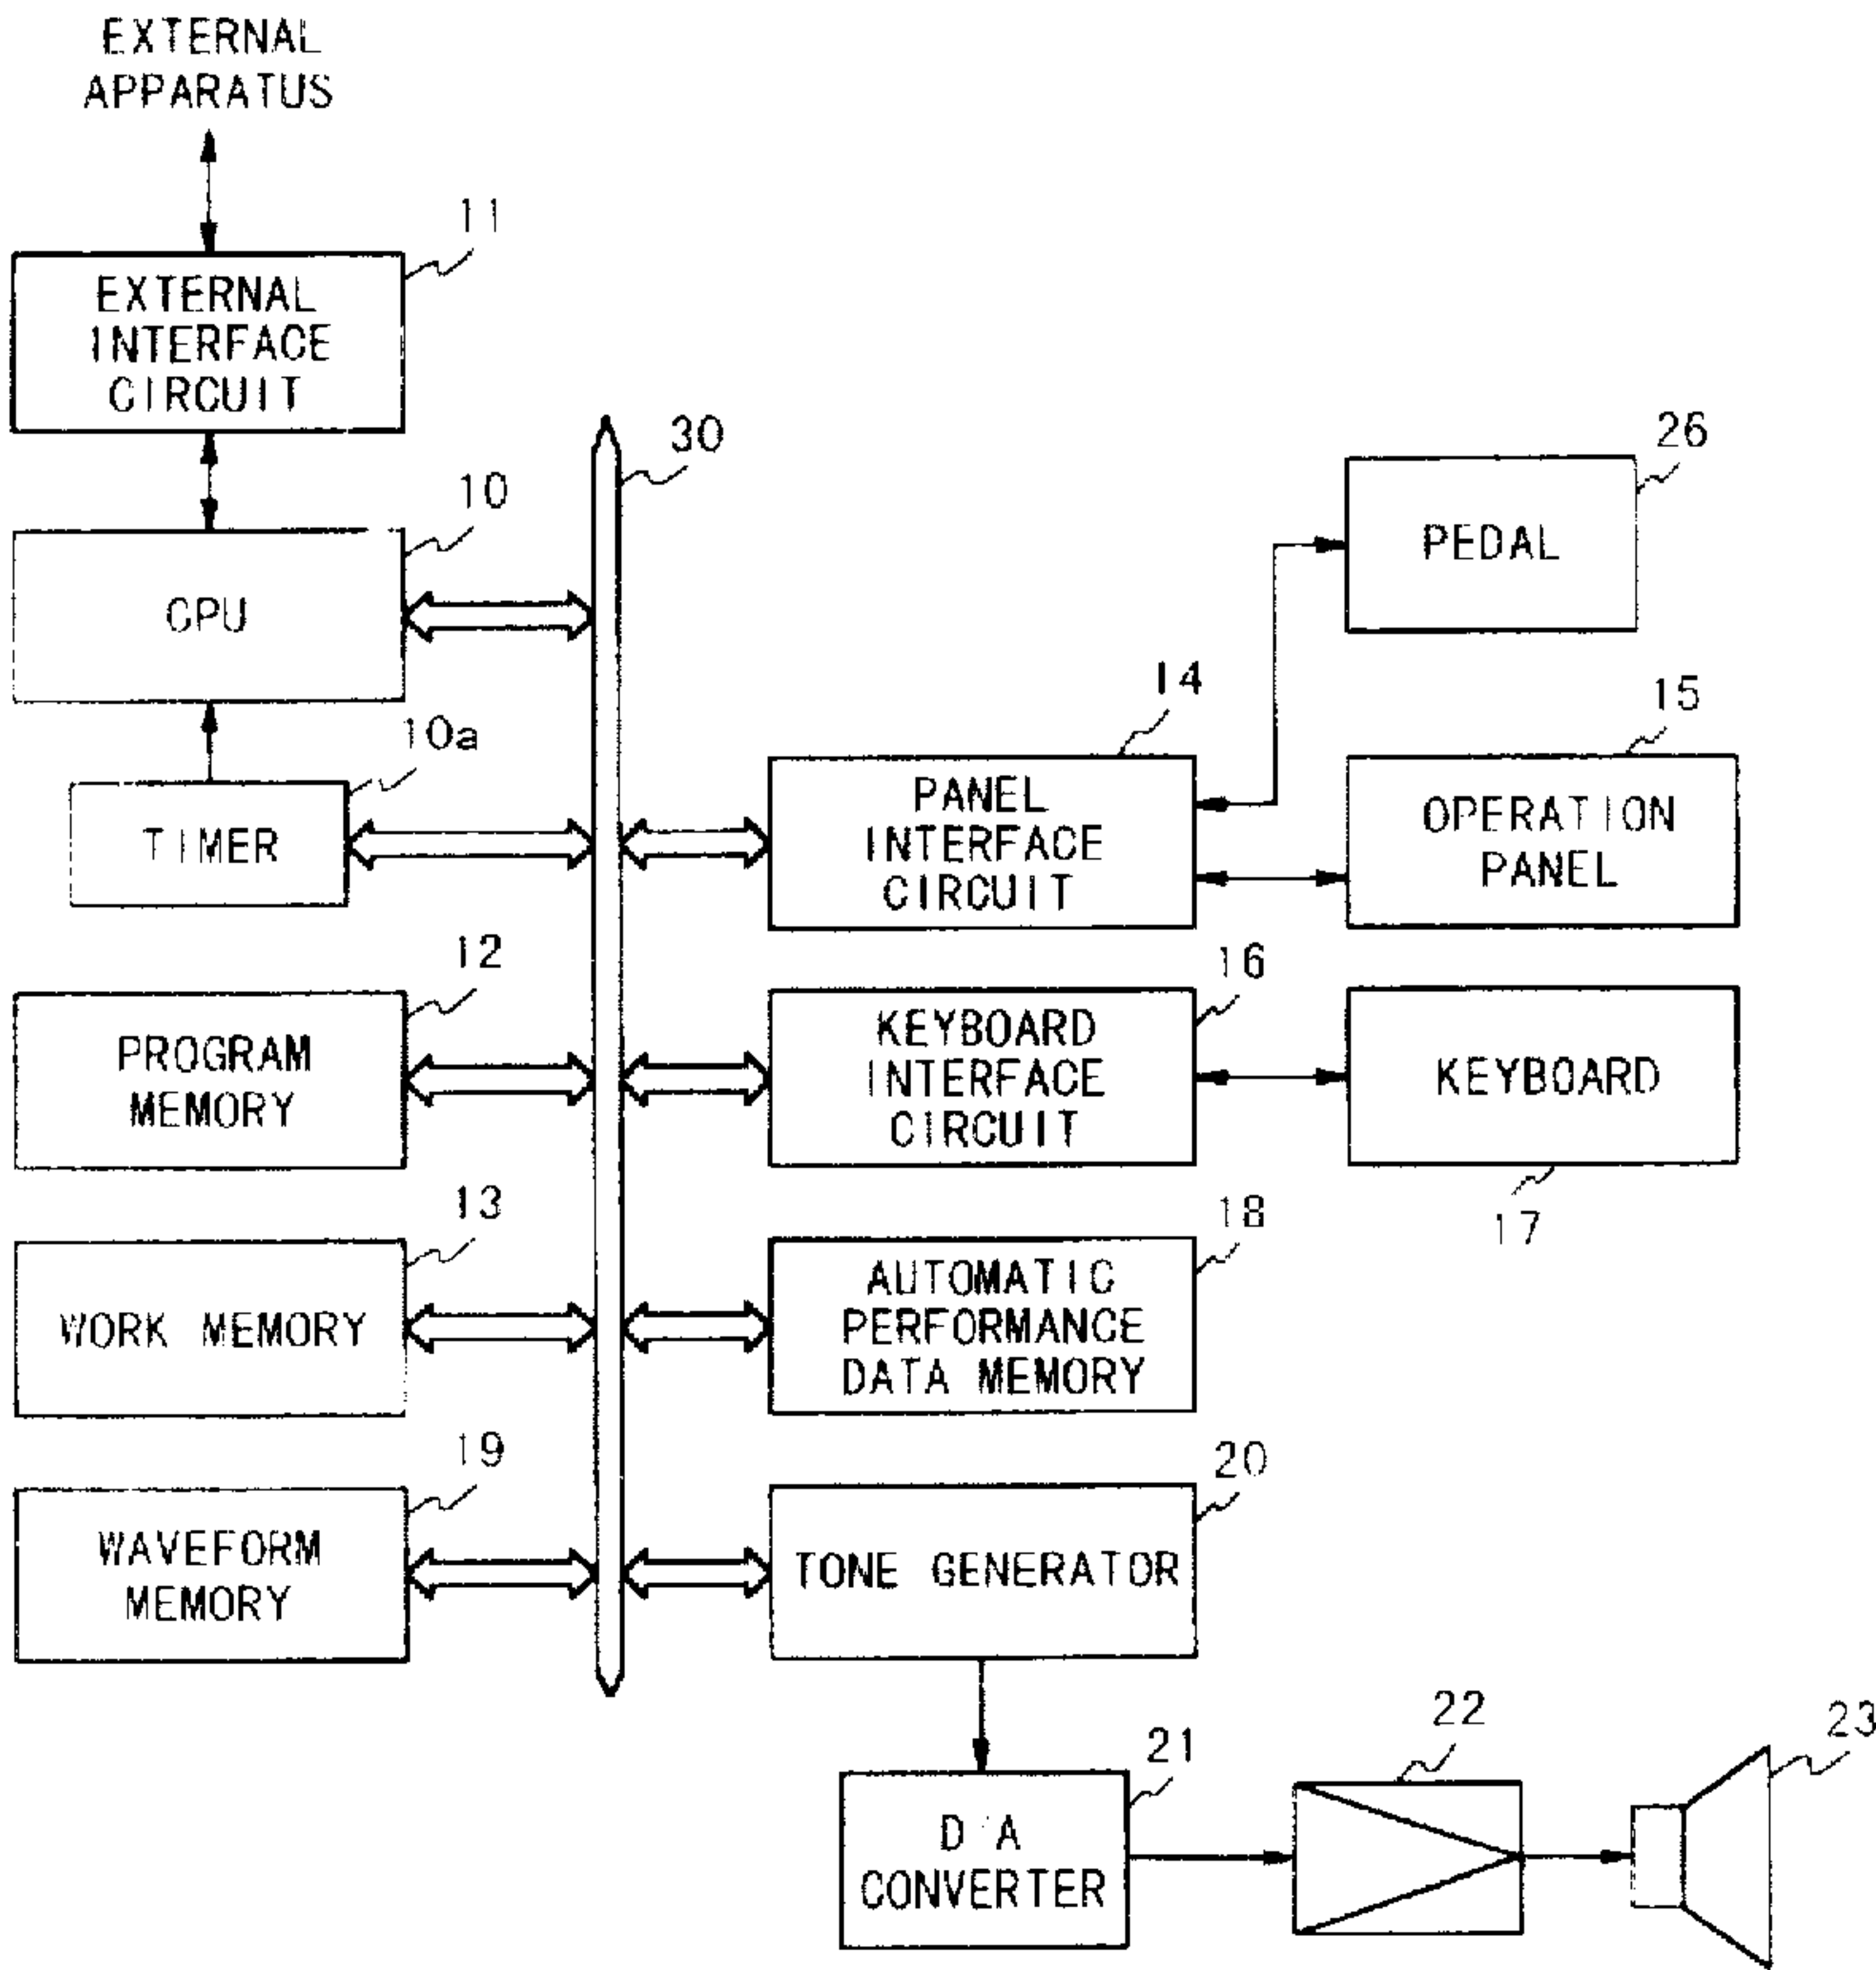 EXTERNAL
APPARATUS
11
EXTERNAL
INTERFACE
CIRCUIT
30
26
10
PEDAL
CPU
14
15
10a
PANEL
INTERFACE
CIRCUIT
OPERATION
PANEL
TIMER
12
16
PROGRAM
MEMORY
KEYBOARD
INTERFACE
CIRCUIT
KEYBOARD
13
18
17
WORK MEMORY
AUTOMATIC
PERFORMANCE
DATA MEMORY
19
20
WAVEFORM
MEMORY
TONE GENERATOR
21
22
23
D/A
CONVERTER